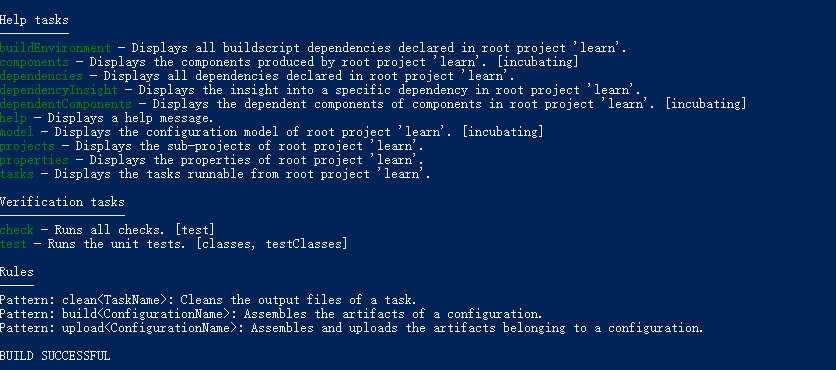 Help tasks
----------
buildEnvironment - Displays all buildscript dependencies declared in root project 'learn'.
components - Displays the components produced by root project 'learn'. [incubating]
dependencies - Displays all dependencies declared in root project 'learn'.
dependencyInsight - Displays the insight into a specific dependency in root project 'learn'.
dependentComponents - Displays the dependent components of components in root project 'learn'. [incubating]
help - Displays a help message.
model - Displays the configuration model of root project 'learn'. [incubating]
projects - Displays the sub-projects of root project 'learn'.
properties - Displays the properties of root project 'learn'.
tasks - Displays the tasks runnable from root project 'learn'.
Verification tasks
------------------
check - Runs all checks. [test]
test - Runs the unit tests. [classes, testClasses]
Rules
-----
Pattern: clean<TaskName>: Cleans the output files of a task.
Pattern: build<ConfigurationName>: Assembles the artifacts of a configuration.
Pattern: upload<ConfigurationName>: Assembles and uploads the artifacts belonging to a configuration.
BUILD SUCCESSFUL